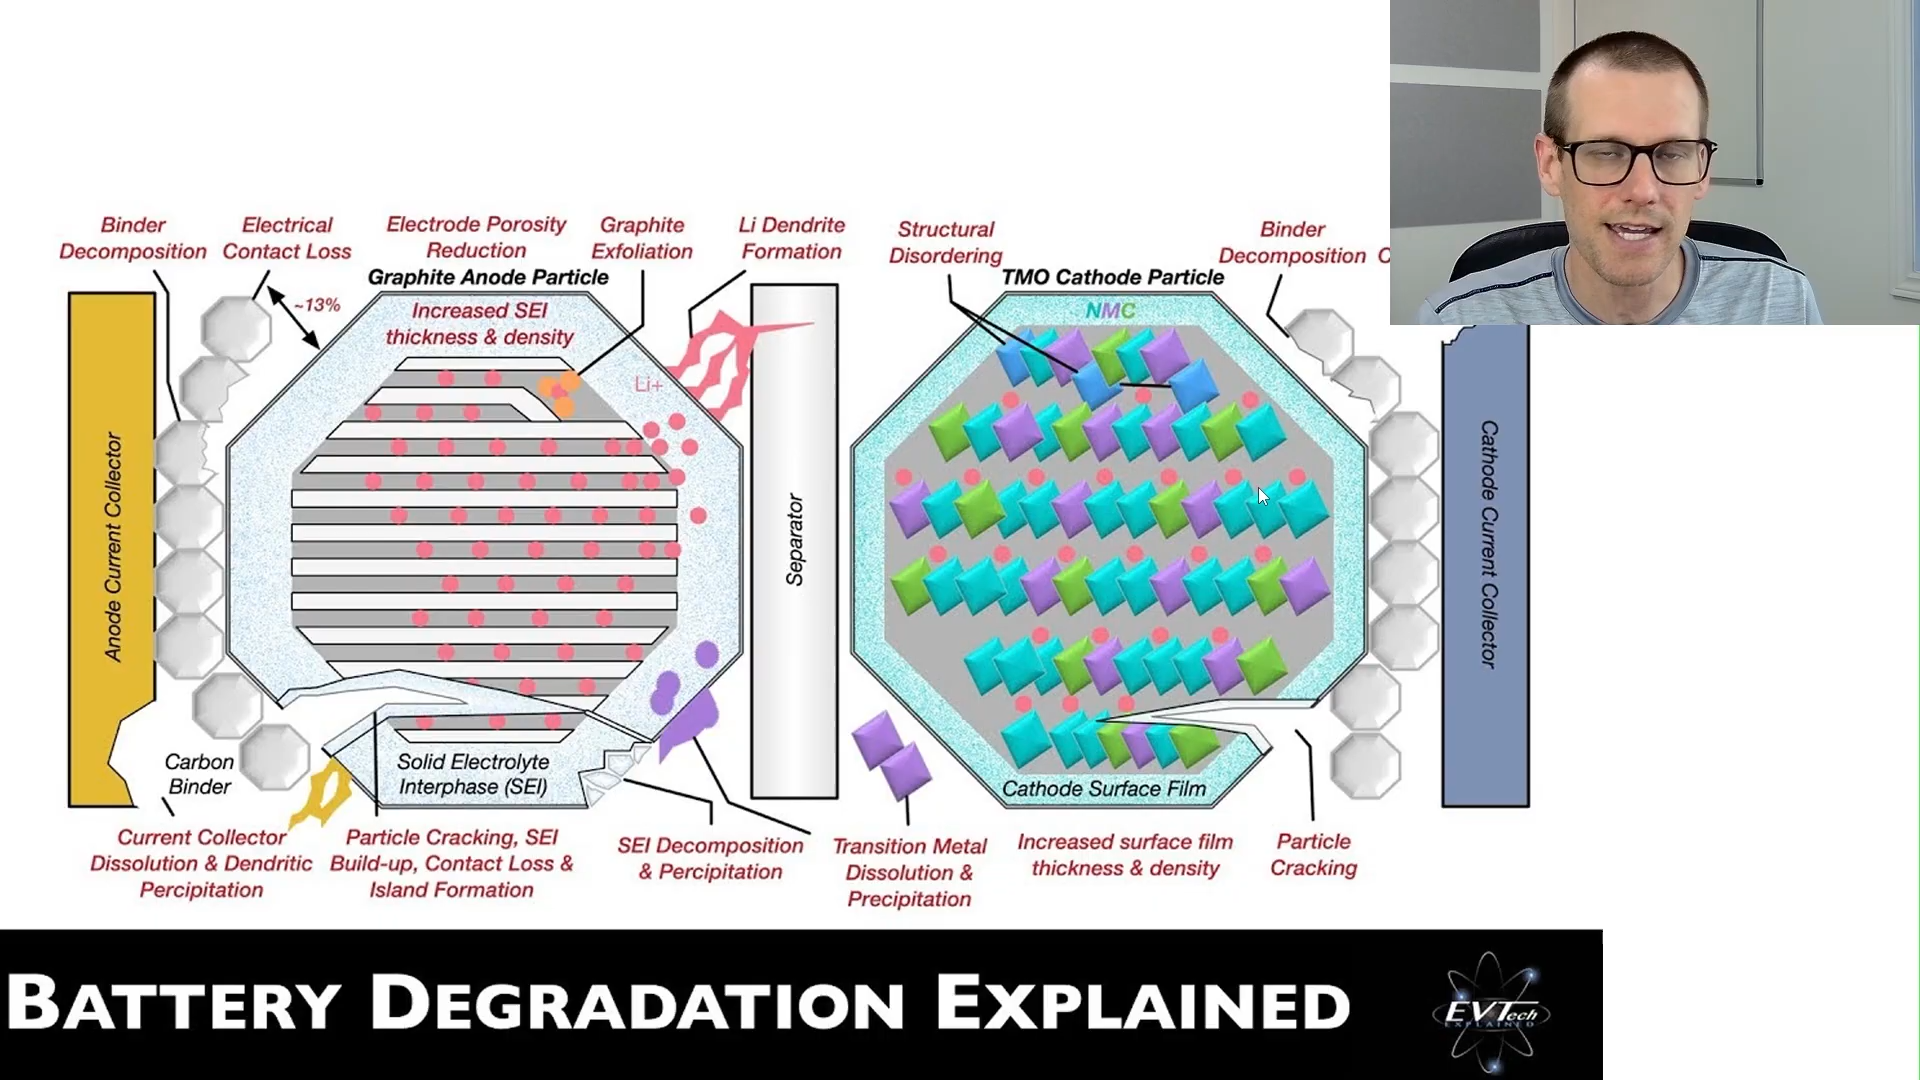 Binder
Decomposition
Electrical
Contact Loss
Electrode Porosity
Reduction
Graphite
Exfoliation
Li Dendrite
Formation
Structural
Disordering
Binder
Decomposition C
Graphite Anode Particle
TMO Cathode Particle
~13%
Increased SEI
thickness & density
NMC
Li+
Anode Current Collector
Separator
Cathode Current Collector
Carbon
Binder
Solid Electrolyte
Interphase (SEI)
Cathode Surface Film
Current Collector
Dissolution & Dendritic
Percipitation
Particle Cracking, SEI
Build-up, Contact Loss &
Island Formation
SEI Decomposition
& Percipitation
Transition Metal
Dissolution &
Precipitation
Increased surface film
thickness & density
Particle
Cracking
BATTERY DEGRADATION EXPLAINED
EVTech
EXPLAINED